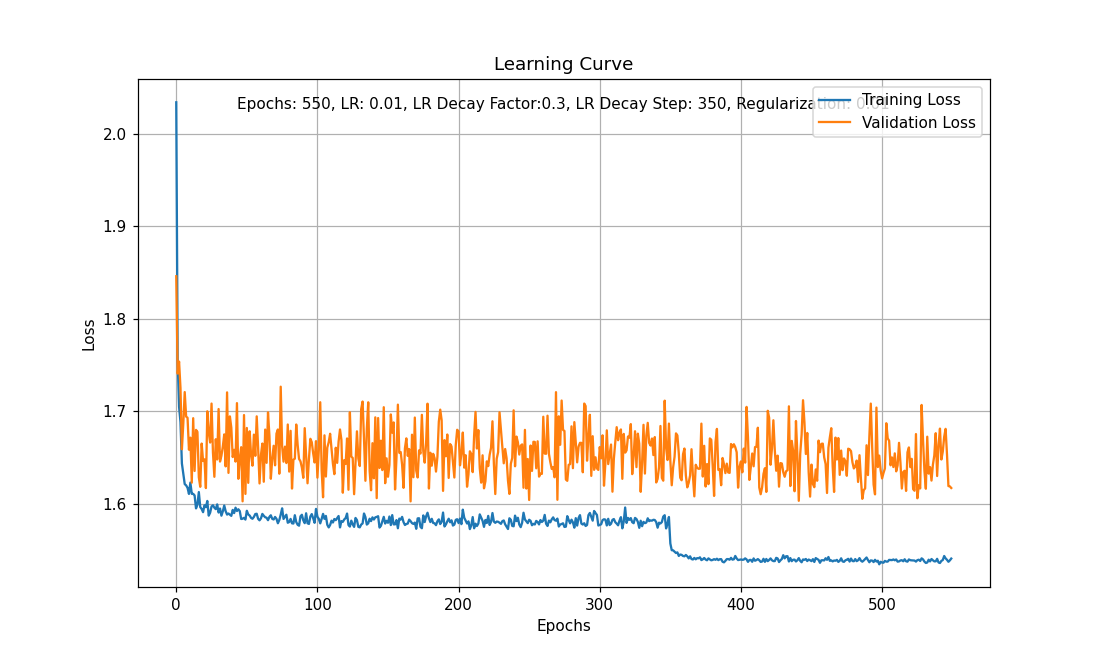 Learning Curve
Epochs: 550, LR: 0.01, LR Decay Factor:0.3, LR Decay Step: 350, Regularization: 0.01
Training Loss
Validation Loss
2.0
1.9
1.8
1.7
1.6
Loss
0 100 200 300 400 500
Epochs